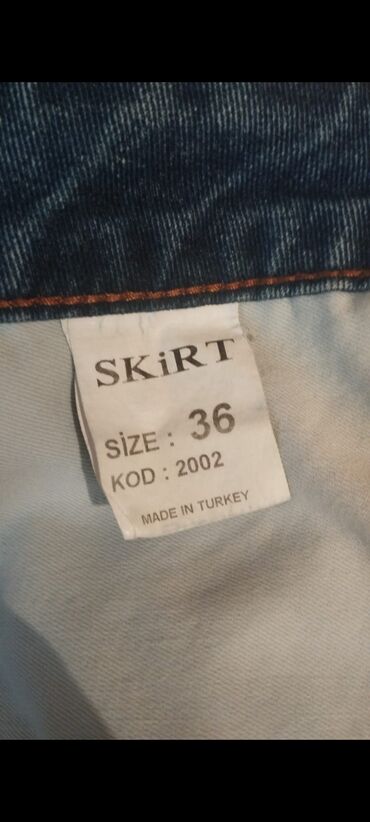 SKiRT
SİZE : 36
KOD : 2002
MADE IN TURKEY